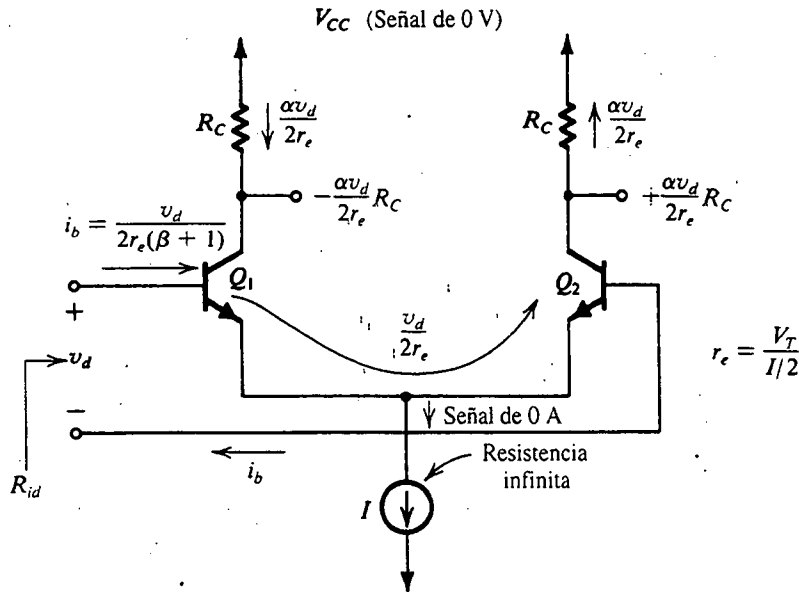 V_CC (Señal de 0 V)
R_C ↓ αv_d/2r_e
R_C ↑ αv_d/2r_e
−(αv_d/2r_e) R_C
+(αv_d/2r_e) R_C
i_b = v_d/2r_e(β + 1)
Q_1
Q_2
+
v_d/2r_e
r_e = V_T/(I/2)
v_d
−
Señal de 0 A
i_b
Resistencia
infinita
R_id
I